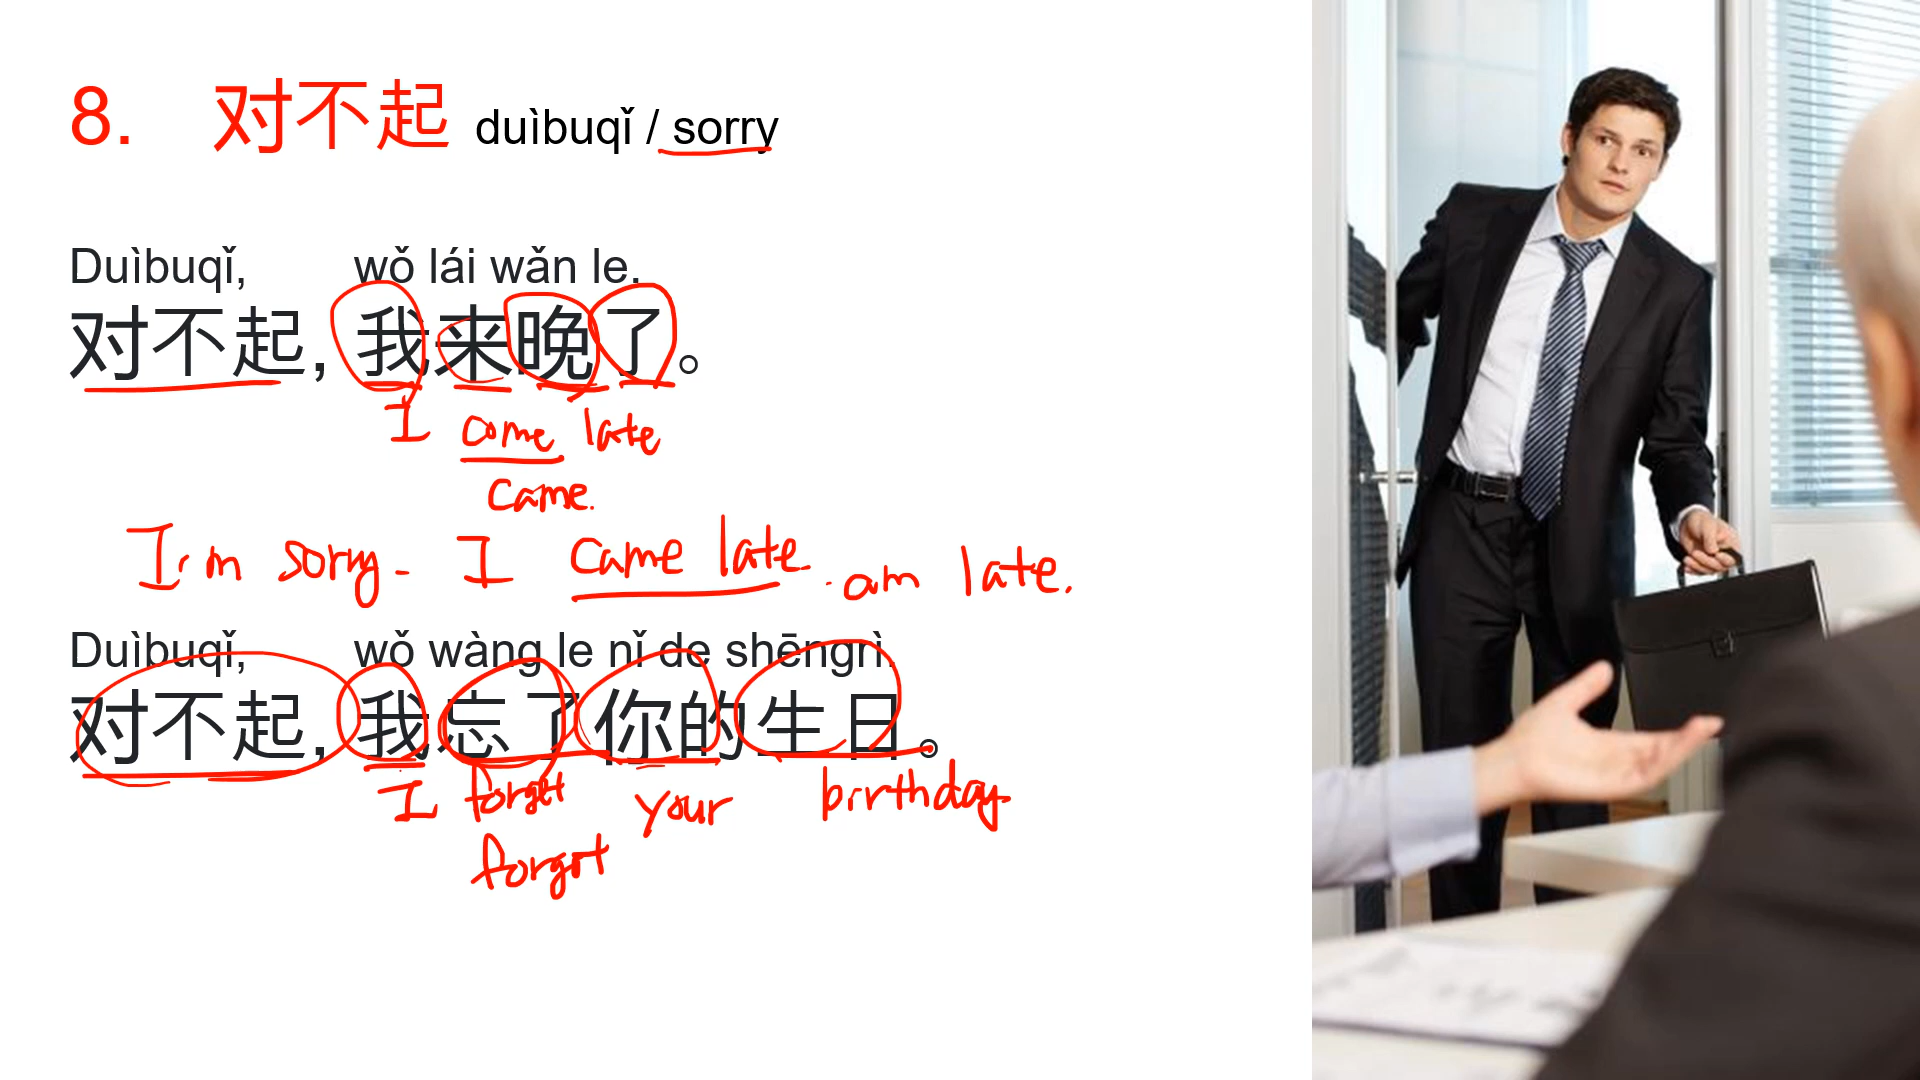 8. 对不起 duìbuqǐ / sorry
Duìbuqǐ, wǒ lái wǎn le.
对不起, 我来晚了。
I come late
came.
I'm sorry. I came late. am late.
Duìbuqǐ, wǒ wàng le nǐ de shēngrì.
对不起, 我忘了你的生日。
I forget your birthday
forgot